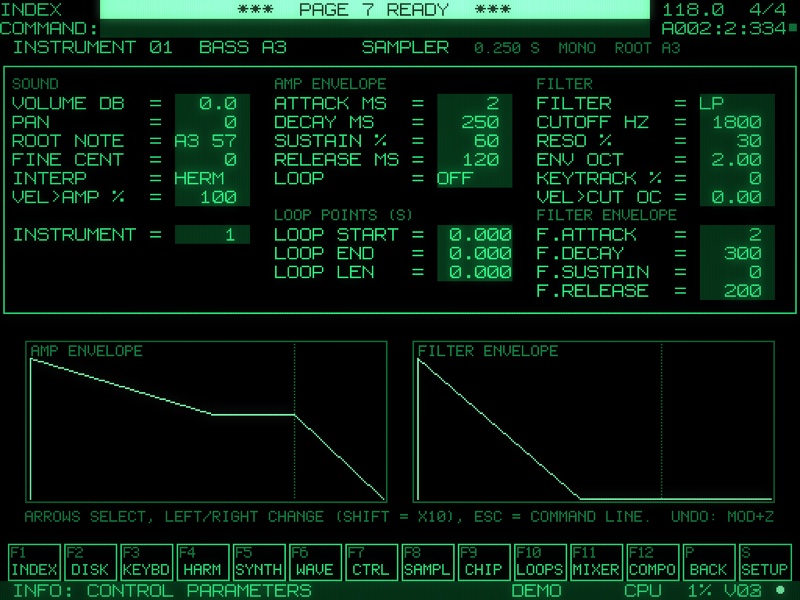 INDEX *** PAGE 7 READY *** 118.0 4/4
COMMAND: A002:2:334
INSTRUMENT 01 BASS A3 SAMPLER 0.250 S MONO ROOT A3
SOUND AMP ENVELOPE FILTER
VOLUME DB = 0.0 ATTACK MS = 2 FILTER = LP
PAN = 0 DECAY MS = 250 CUTOFF HZ = 1800
ROOT NOTE = A3 57 SUSTAIN % = 60 RESO % = 30
FINE CENT = 0 RELEASE MS = 120 ENV OCT = 2.00
INTERP = HERM LOOP = OFF KEYTRACK % = 0
VEL>AMP % = 100 VEL>CUT OC = 0.00
LOOP POINTS (S) FILTER ENVELOPE
INSTRUMENT = 1 LOOP START = 0.000 F.ATTACK = 2
LOOP END = 0.000 F.DECAY = 300
LOOP LEN = 0.000 F.SUSTAIN = 0
F.RELEASE = 200
AMP ENVELOPE FILTER ENVELOPE
ARROWS SELECT, LEFT/RIGHT CHANGE (SHIFT = X10), ESC = COMMAND LINE. UNDO: MOD+Z
F1 F2 F3 F4 F5 F6 F7 F8 F9 F10 F11 F12 P S
INDEX DISK KEYBD HARM SYNTH WAVE CTRL SAMPL CHIP LOOPS MIXER COMPO BACK SETUP
INFO: CONTROL PARAMETERS DEMO CPU 1%